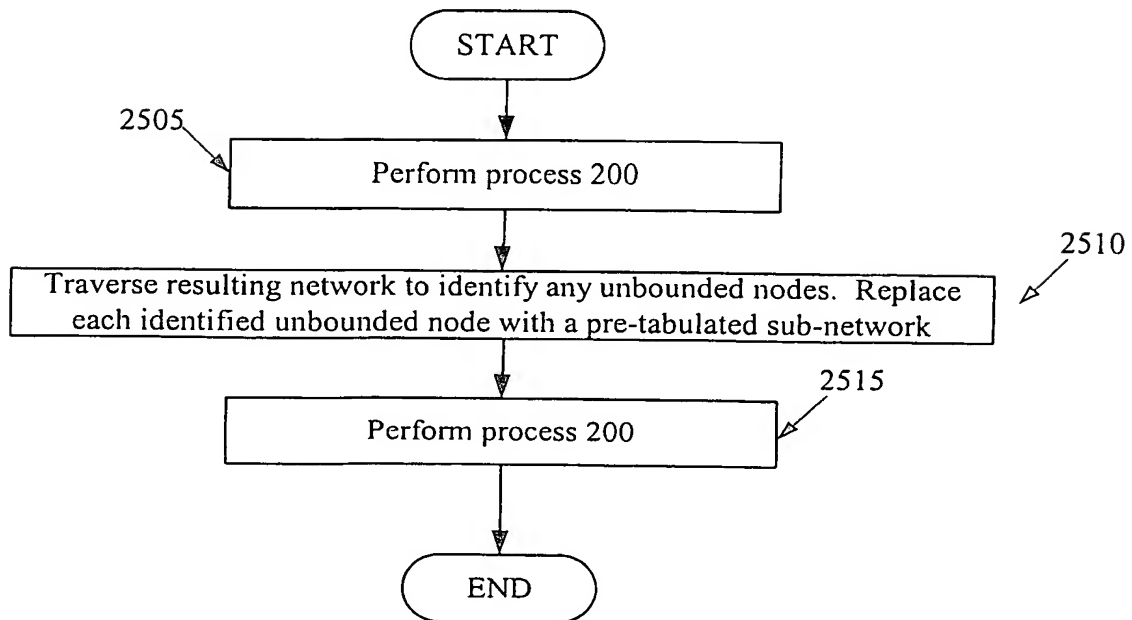 START
2505
Perform process 200
2510
Traverse resulting network to identify any unbounded nodes. Replace
each identified unbounded node with a pre-tabulated sub-network
2515
Perform process 200
END